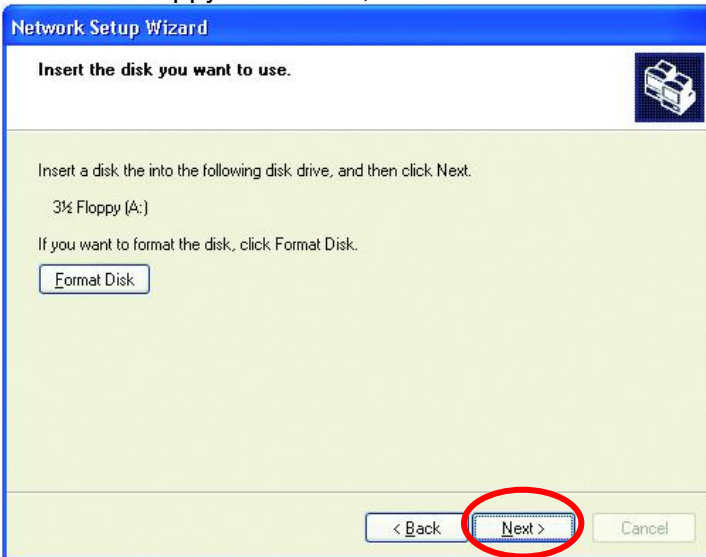 Network Setup Wizard
Insert the disk you want to use.
Insert a disk the into the following disk drive, and then click Next.
3½ Floppy (A:)
If you want to format the disk, click Format Disk.
Format Disk
< Back Next > Cancel